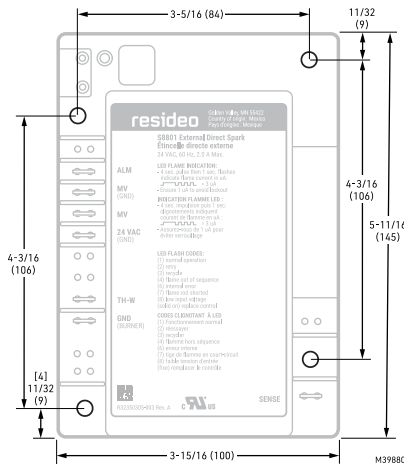 3-5/16 (84)
11/32
(9)
resideo
Golden Valley, MN 55422
Country of origin: Mexico
Pays d'origine: Mexique
S8801 External Direct Spark
Étincelle directe externe
24 VAC, 60 Hz, 2.0 A Max.
LED FLAME INDICATION:
- 4 sec. pulse then 1 sec. flashes
indicate flame current in uA
= 3 uA
- Ensure 1 uA to avoid lockout
INDICATION FLAMME LED :
- 4 sec. impulsion puis 1 sec.
clignotements indiquent
courant de flamme en uA
= 3 uA
- Assurez-vous de 1 uA pour
éviter verrouillage
LED FLASH CODES:
(1) normal operation
(2) retry
(3) recycle
(4) flame out of sequence
(6) internal error
(7) flame rod shorted
(8) low input voltage
(solid on) replace control
CODES CLIGNOTANT À LED
(1) Fonctionnement normal
(2) réessayer
(3) recycle
(4) flamme hors séquence
(6) erreur interne
(7) tige de flamme en court-circuit
(8) faible tension d'entrée
(fixe) remplacer le contrôle
ALM
MV
(GND)
MV
24 VAC
(GND)
TH-W
GND
(BURNER)
4-3/16
(106)
4-3/16
(106)
5-11/16
(145)
[4]
11/32
(9)
C US
SENSE
3-15/16 (100)
M39880